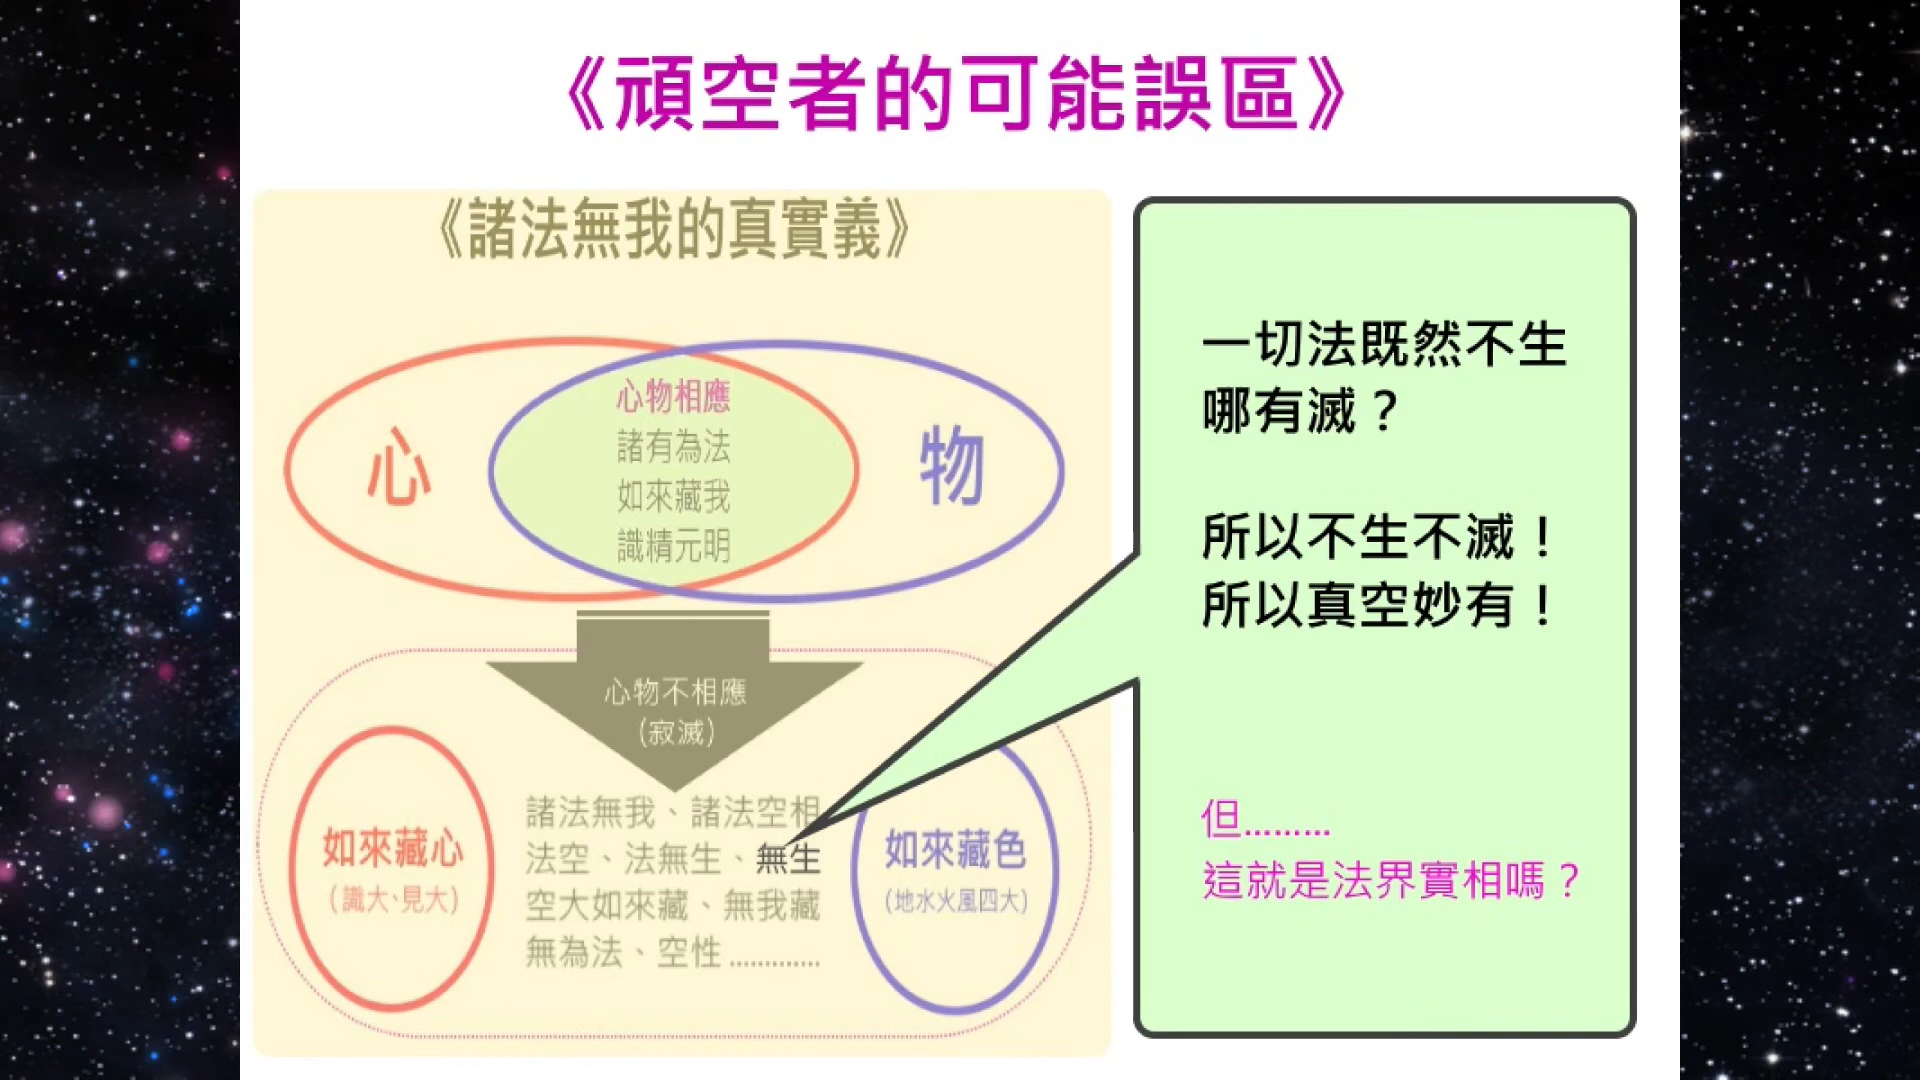 《頑空者的可能誤區》
《諸法無我的真實義》
心
心物相應
諸有為法
如來藏我
識精元明
物
心物不相應
(寂滅)
如來藏心
(識大、見大)
諸法無我、諸法空相
法空、法無生、無生
空大如來藏、無我藏
無為法、空性.............
如來藏色
(地水火風四大)
一切法既然不生
哪有滅？
所以不生不滅！
所以真空妙有！
但.........
這就是法界實相嗎？